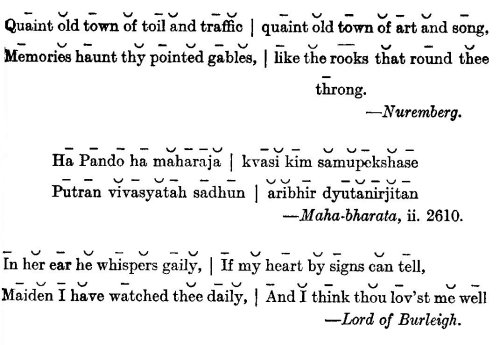 Quaint old town of toil and traffic | quaint old town of art and song,
Memories haunt thy pointed gables, | like the rooks that round thee
throng.
—Nuremberg.
Ha Pando ha maharaja | kvasi kim samupekshase
Putran vivasyatah sadhun | aribhir dyutanirjitan
—Maha-bharata, ii. 2610.
In her ear he whispers gaily, | If my heart by signs can tell,
Maiden I have watched thee daily, | And I think thou lov'st me well
—Lord of Burleigh.